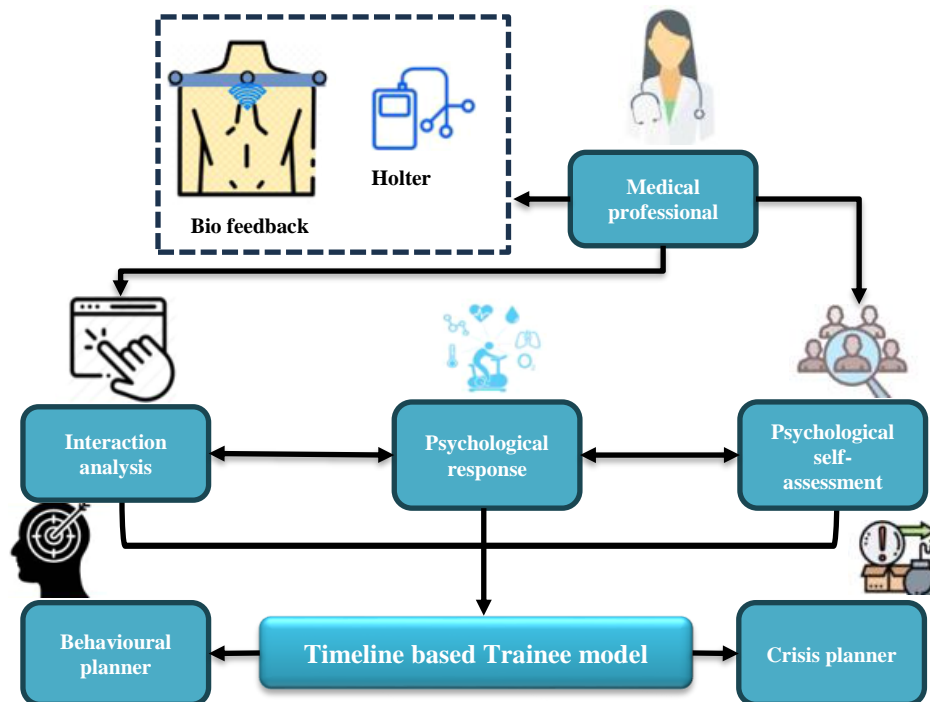 Holter
Bio feedback
Medical
professional
O₂
Interaction
analysis
Psychological
response
Psychological
self-
assessment
Behavioural
planner
Timeline based Trainee model
Crisis planner